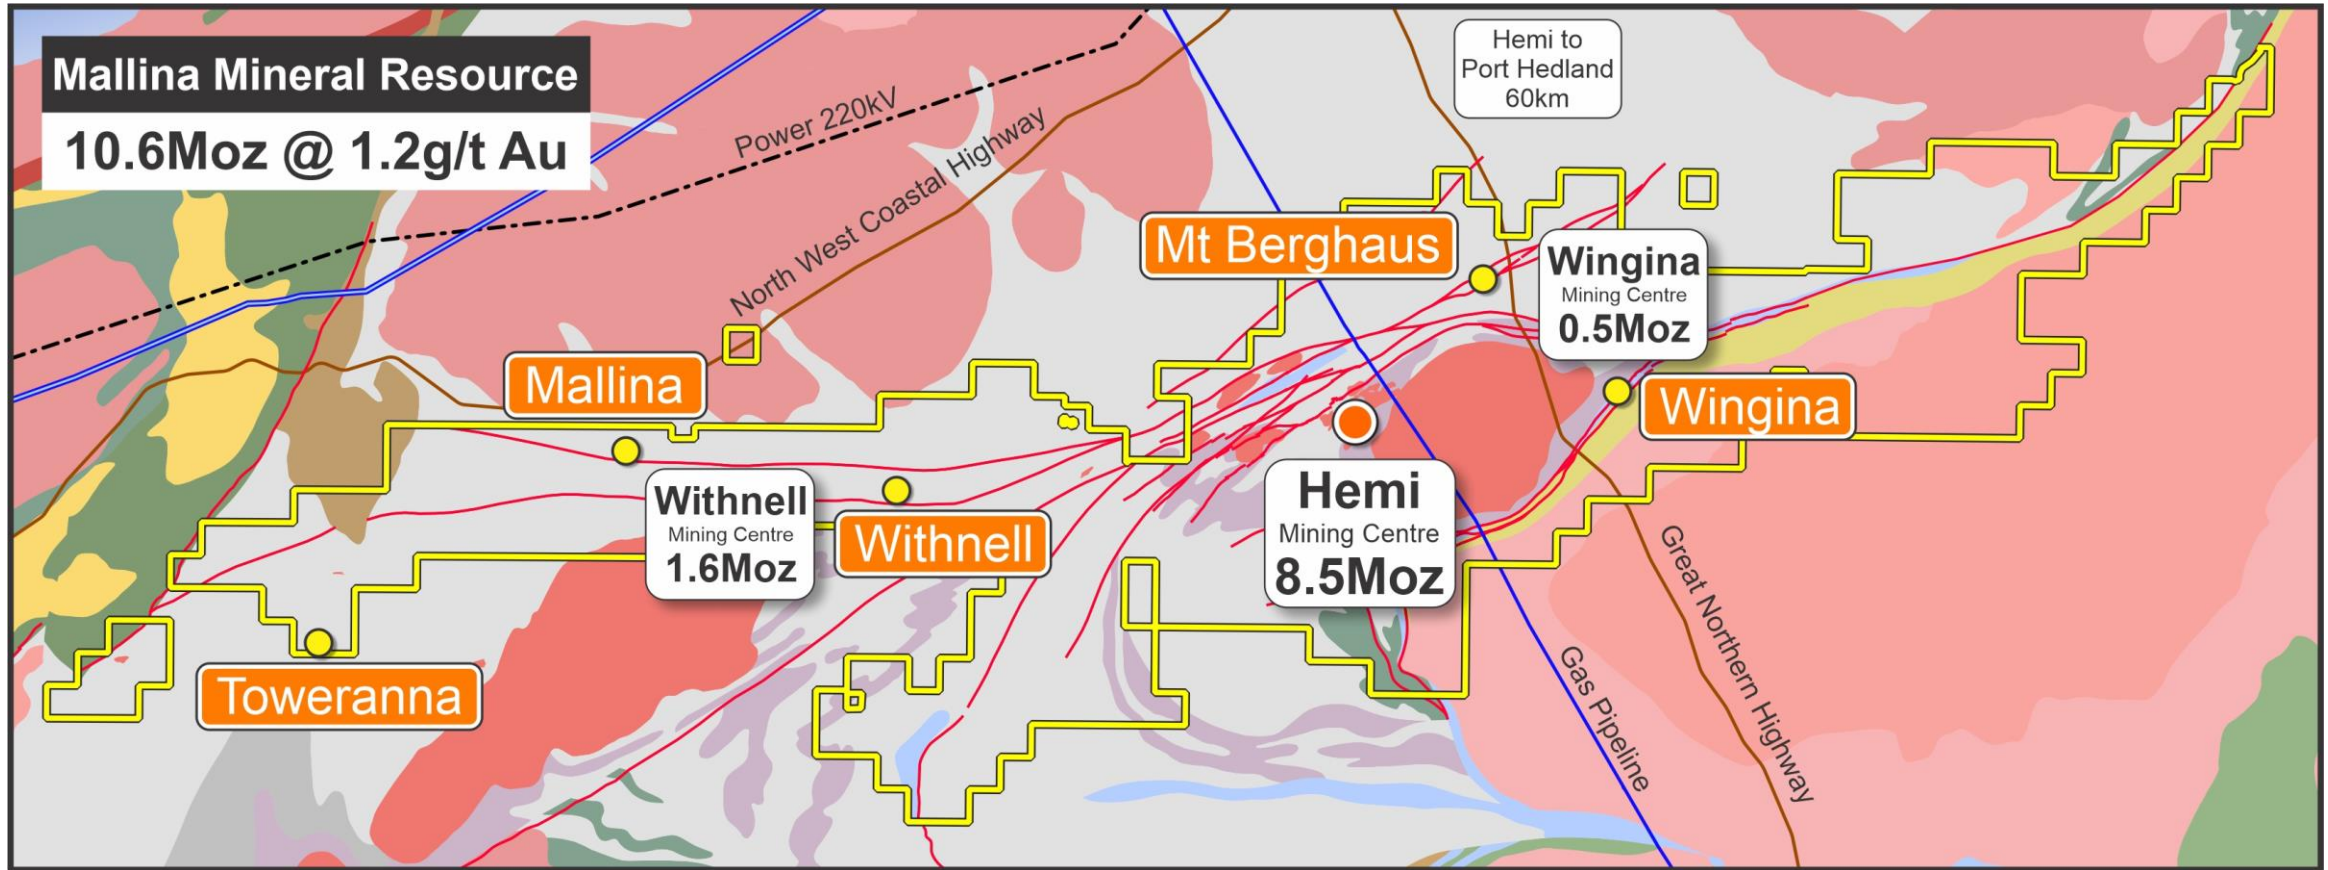 Mallina Mineral Resource
10.6Moz @ 1.2g/t Au
Hemi to
Port Hedland
60km
Power 220kV
North West Coastal Highway
Mt Berghaus
Wingina
Mining Centre
0.5Moz
Mallina
Wingina
Withnell
Mining Centre
1.6Moz
Withnell
Hemi
Mining Centre
8.5Moz
Toweranna
Gas Pipeline
Great Northern Highway